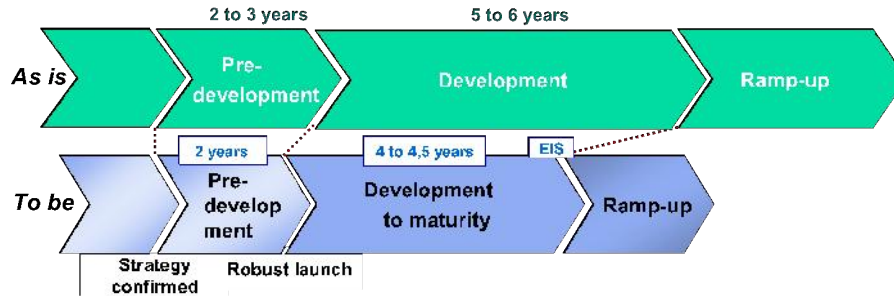 2 to 3 years
5 to 6 years
As is
Pre-
development
Development
Ramp-up
2 years
4 to 4,5 years
EIS
To be
Pre-
develop
ment
Development
to maturity
Ramp-up
Strategy
confirmed
Robust launch